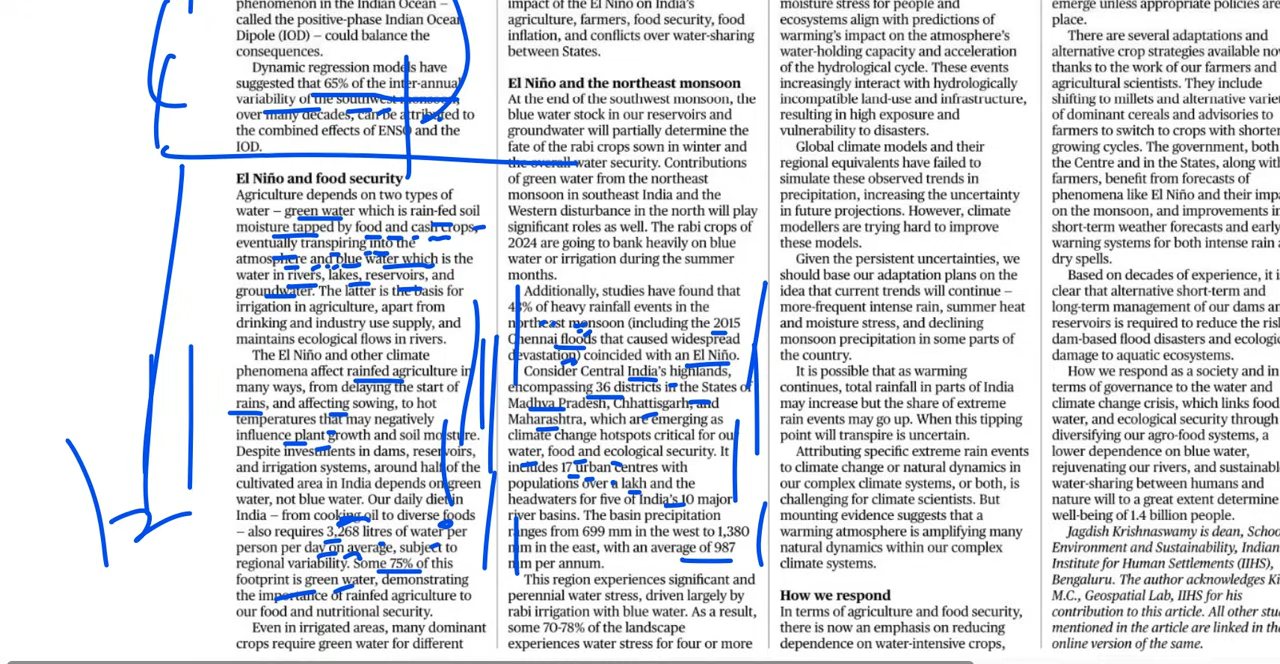 phenomenon in the Indian Ocean –
called the positive-phase Indian Ocean
Dipole (IOD) – could balance the
consequences.
Dynamic regression models have
suggested that 65% of the inter-annual
variability of the southwest monsoon,
over many decades, can be attributed to
the combined effects of ENSO and the
IOD.
El Niño and food security
Agriculture depends on two types of
water – green water which is rain-fed soil
moisture tapped by food and cash crops,
eventually transpiring into the
atmosphere and blue water which is the
water in rivers, lakes, reservoirs, and
groundwater. The latter is the basis for
irrigation in agriculture, apart from
drinking and industry use supply, and
maintains ecological flows in rivers.
The El Niño and other climate
phenomena affect rainfed agriculture in
many ways, from delaying the start of
rains, and affecting sowing, to hot
temperatures that may negatively
influence plant growth and soil moisture.
Despite investments in dams, reservoirs,
and irrigation systems, around half of the
cultivated area in India depends on green
water, not blue water. Our daily diet in
India – from cooking oil to diverse foods
– also requires 3,268 litres of water per
person per day on average, subject to
regional variability. Some 75% of this
footprint is green water, demonstrating
the importance of rainfed agriculture to
our food and nutritional security.
Even in irrigated areas, many dominant
crops require green water for different
impact of the El Niño on India's
agriculture, farmers, food security, food
inflation, and conflicts over water-sharing
between States.
El Niño and the northeast monsoon
At the end of the southwest monsoon, the
blue water stock in our reservoirs and
groundwater will partially determine the
fate of the rabi crops sown in winter and
the overall water security. Contributions
of green water from the northeast
monsoon in southeast India and the
Western disturbance in the north will play
significant roles as well. The rabi crops of
2024 are going to bank heavily on blue
water or irrigation during the summer
months.
Additionally, studies have found that
43% of heavy rainfall events in the
northeast monsoon (including the 2015
Chennai floods that caused widespread
devastation) coincided with an El Niño.
Consider Central India's highlands,
encompassing 36 districts in the States of
Madhya Pradesh, Chhattisgarh, and
Maharashtra, which are emerging as
climate change hotspots critical for our
water, food and ecological security. It
includes 17 urban centres with
populations over a lakh and the
headwaters for five of India's 10 major
river basins. The basin precipitation
ranges from 699 mm in the west to 1,380
mm in the east, with an average of 987
mm per annum.
This region experiences significant and
perennial water stress, driven largely by
rabi irrigation with blue water. As a result,
some 70-78% of the landscape
experiences water stress for four or more
moisture stress for people and
ecosystems align with predictions of
warming's impact on the atmosphere's
water-holding capacity and acceleration
of the hydrological cycle. These events
increasingly interact with hydrologically
incompatible land-use and infrastructure,
resulting in high exposure and
vulnerability to disasters.
Global climate models and their
regional equivalents have failed to
simulate these observed trends in
precipitation, increasing the uncertainty
in future projections. However, climate
modellers are trying hard to improve
these models.
Given the persistent uncertainties, we
should base our adaptation plans on the
idea that current trends will continue –
more-frequent intense rain, summer heat
and moisture stress, and declining
monsoon precipitation in some parts of
the country.
It is possible that as warming
continues, total rainfall in parts of India
may increase but the share of extreme
rain events may go up. When this tipping
point will transpire is uncertain.
Attributing specific extreme rain events
to climate change or natural dynamics in
our complex climate systems, or both, is
challenging for climate scientists. But
mounting evidence suggests that a
warming atmosphere is amplifying many
natural dynamics within our complex
climate systems.
How we respond
In terms of agriculture and food security,
there is now an emphasis on reducing
dependence on water-intensive crops,
emerge unless appropriate policies are
place.
There are several adaptations and
alternative crop strategies available now
thanks to the work of our farmers and
agricultural scientists. They include
shifting to millets and alternative variet
of dominant cereals and advisories to
farmers to switch to crops with shorter
growing cycles. The government, both
the Centre and in the States, along with
farmers, benefit from forecasts of
phenomena like El Niño and their impa
on the monsoon, and improvements in
short-term weather forecasts and early
warning systems for both intense rain a
dry spells.
Based on decades of experience, it i
clear that alternative short-term and
long-term management of our dams an
reservoirs is required to reduce the risk
dam-based flood disasters and ecologic
damage to aquatic ecosystems.
How we respond as a society and in
terms of governance to the water and
climate change crisis, which links food
water, and ecological security through
diversifying our agro-food systems, a
lower dependence on blue water,
rejuvenating our rivers, and sustainable
water-sharing between humans and
nature will to a great extent determine
well-being of 1.4 billion people.
Jagdish Krishnaswamy is dean, Schoo
Environment and Sustainability, Indian
Institute for Human Settlements (IIHS),
Bengaluru. The author acknowledges Ki
M.C., Geospatial Lab, IIHS for his
contribution to this article. All other stu
mentioned in the article are linked in the
online version of the same.